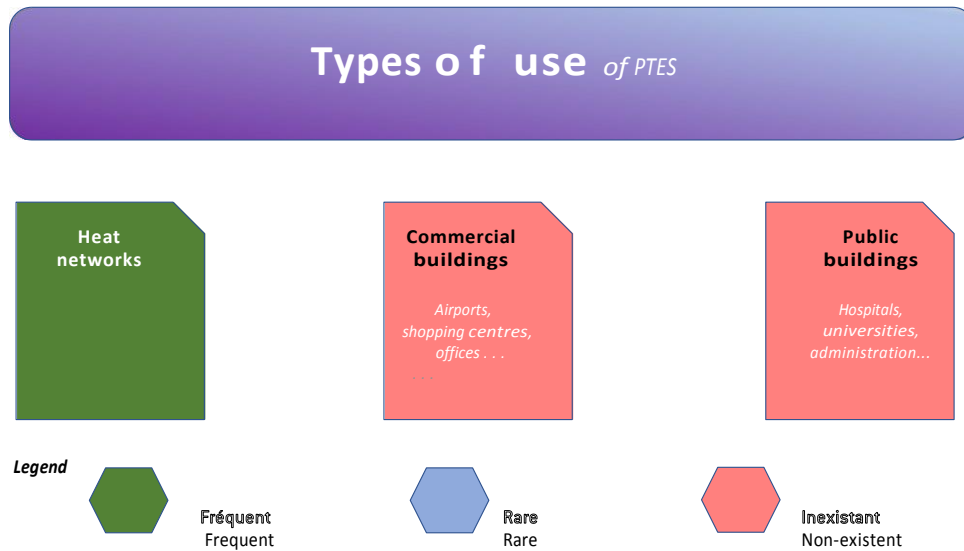 Types of use of PTES
Heat
networks
Commercial
buildings
Airports,
shopping centres,
offices . . .
. . .
Public
buildings
Hospitals,
universities,
administration...
Legend
Fréquent
Frequent
Rare
Rare
Inexistant
Non-existent